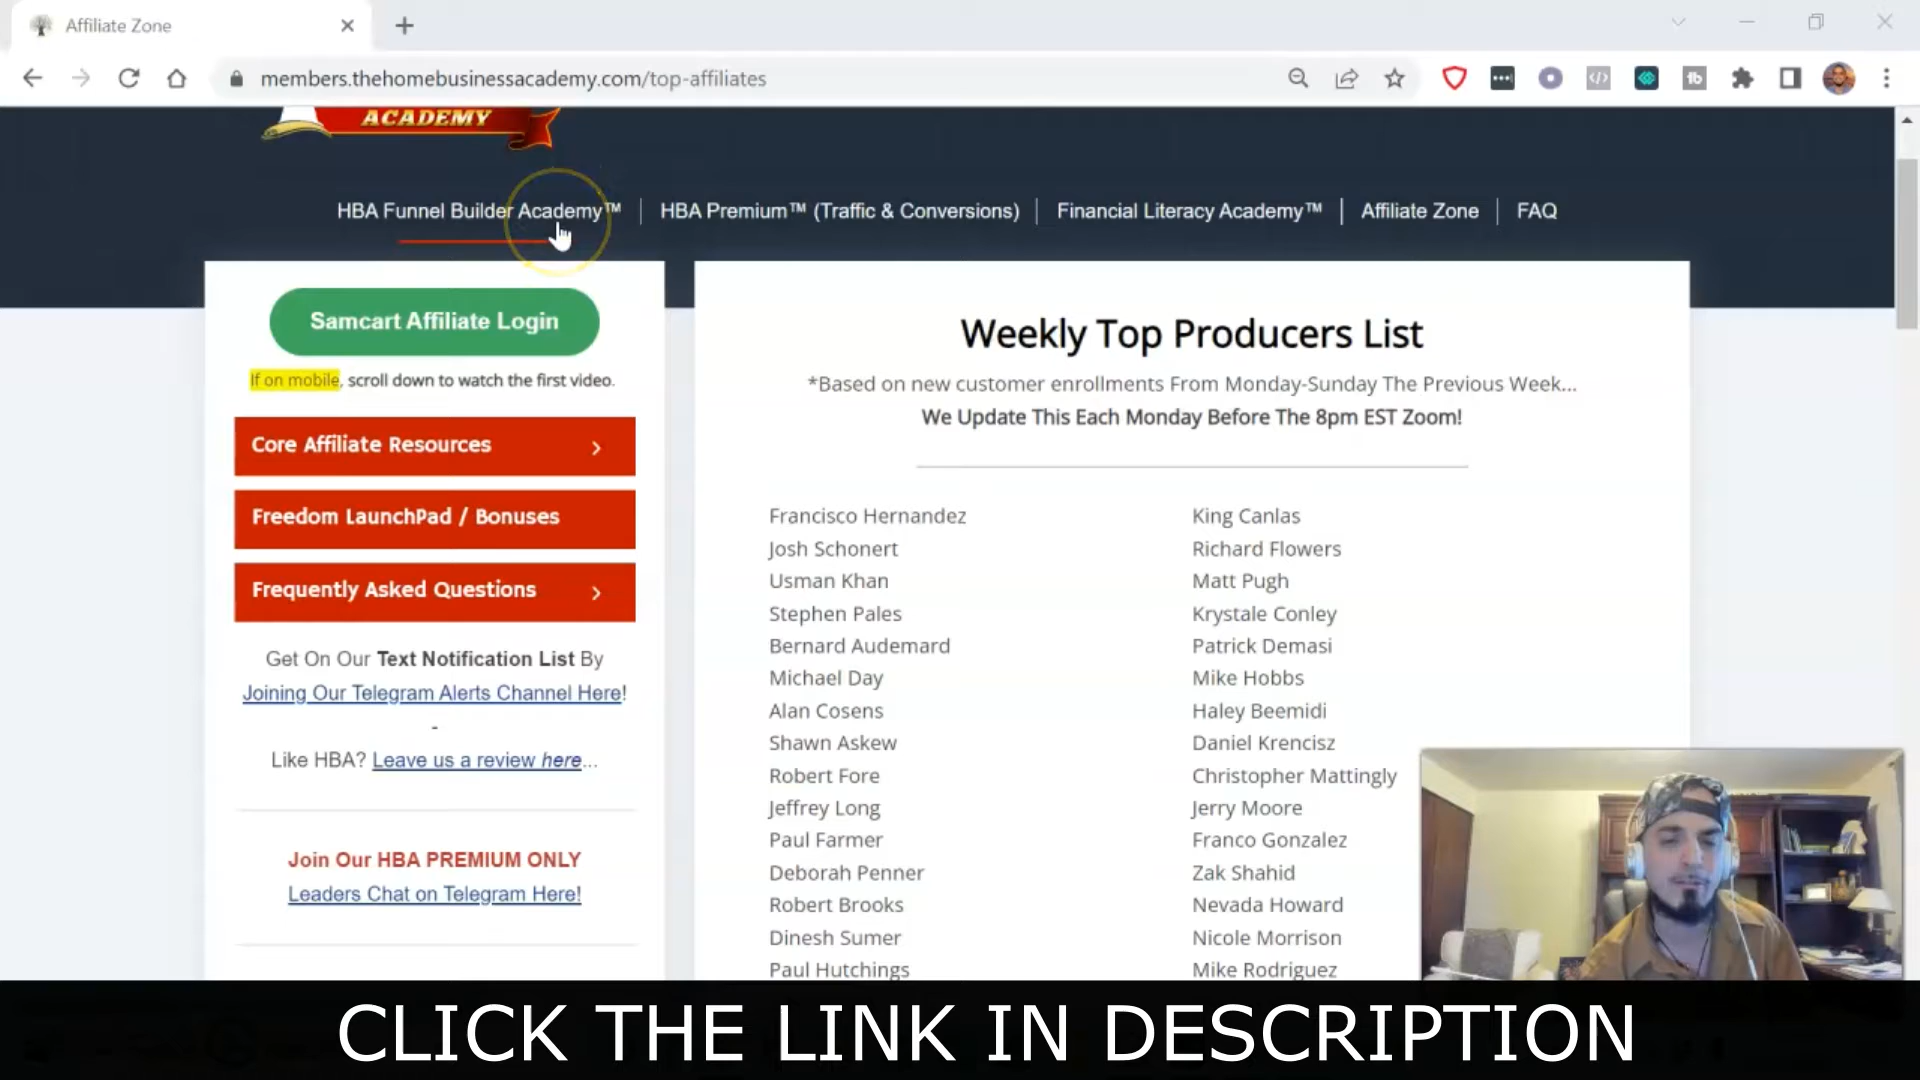 Affiliate Zone
members.thehomebusinessacademy.com/top-affiliates
ACADEMY
HBA Funnel Builder Academy™
HBA Premium™ (Traffic & Conversions)
Financial Literacy Academy™
Affiliate Zone
FAQ
Samcart Affiliate Login
If on mobile, scroll down to watch the first video.
Core Affiliate Resources
Freedom LaunchPad / Bonuses
Frequently Asked Questions
Get On Our Text Notification List By
Joining Our Telegram Alerts Channel Here!
-
Like HBA? Leave us a review here...
Join Our HBA PREMIUM ONLY
Leaders Chat on Telegram Here!
Weekly Top Producers List
*Based on new customer enrollments From Monday-Sunday The Previous Week...
We Update This Each Monday Before The 8pm EST Zoom!
Francisco Hernandez
Josh Schonert
Usman Khan
Stephen Pales
Bernard Audemard
Michael Day
Alan Cosens
Shawn Askew
Robert Fore
Jeffrey Long
Paul Farmer
Deborah Penner
Robert Brooks
Dinesh Sumer
Paul Hutchings
King Canlas
Richard Flowers
Matt Pugh
Krystale Conley
Patrick Demasi
Mike Hobbs
Haley Beemidi
Daniel Krencisz
Christopher Mattingly
Jerry Moore
Franco Gonzalez
Zak Shahid
Nevada Howard
Nicole Morrison
Mike Rodriguez
CLICK THE LINK IN DESCRIPTION